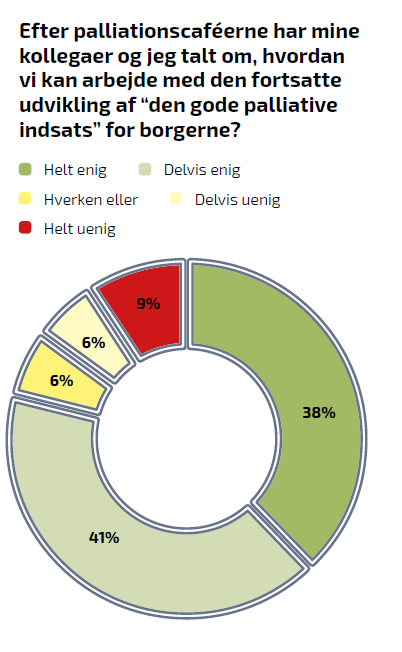 Efter palliationscaféerne har mine
kollegaer og jeg talt om, hvordan
vi kan arbejde med den fortsatte
udvikling af “den gode palliative
indsats” for borgerne?
Helt enig Delvis enig
Hverken eller Delvis uenig
Helt uenig
9%
6%
6%
38%
41%